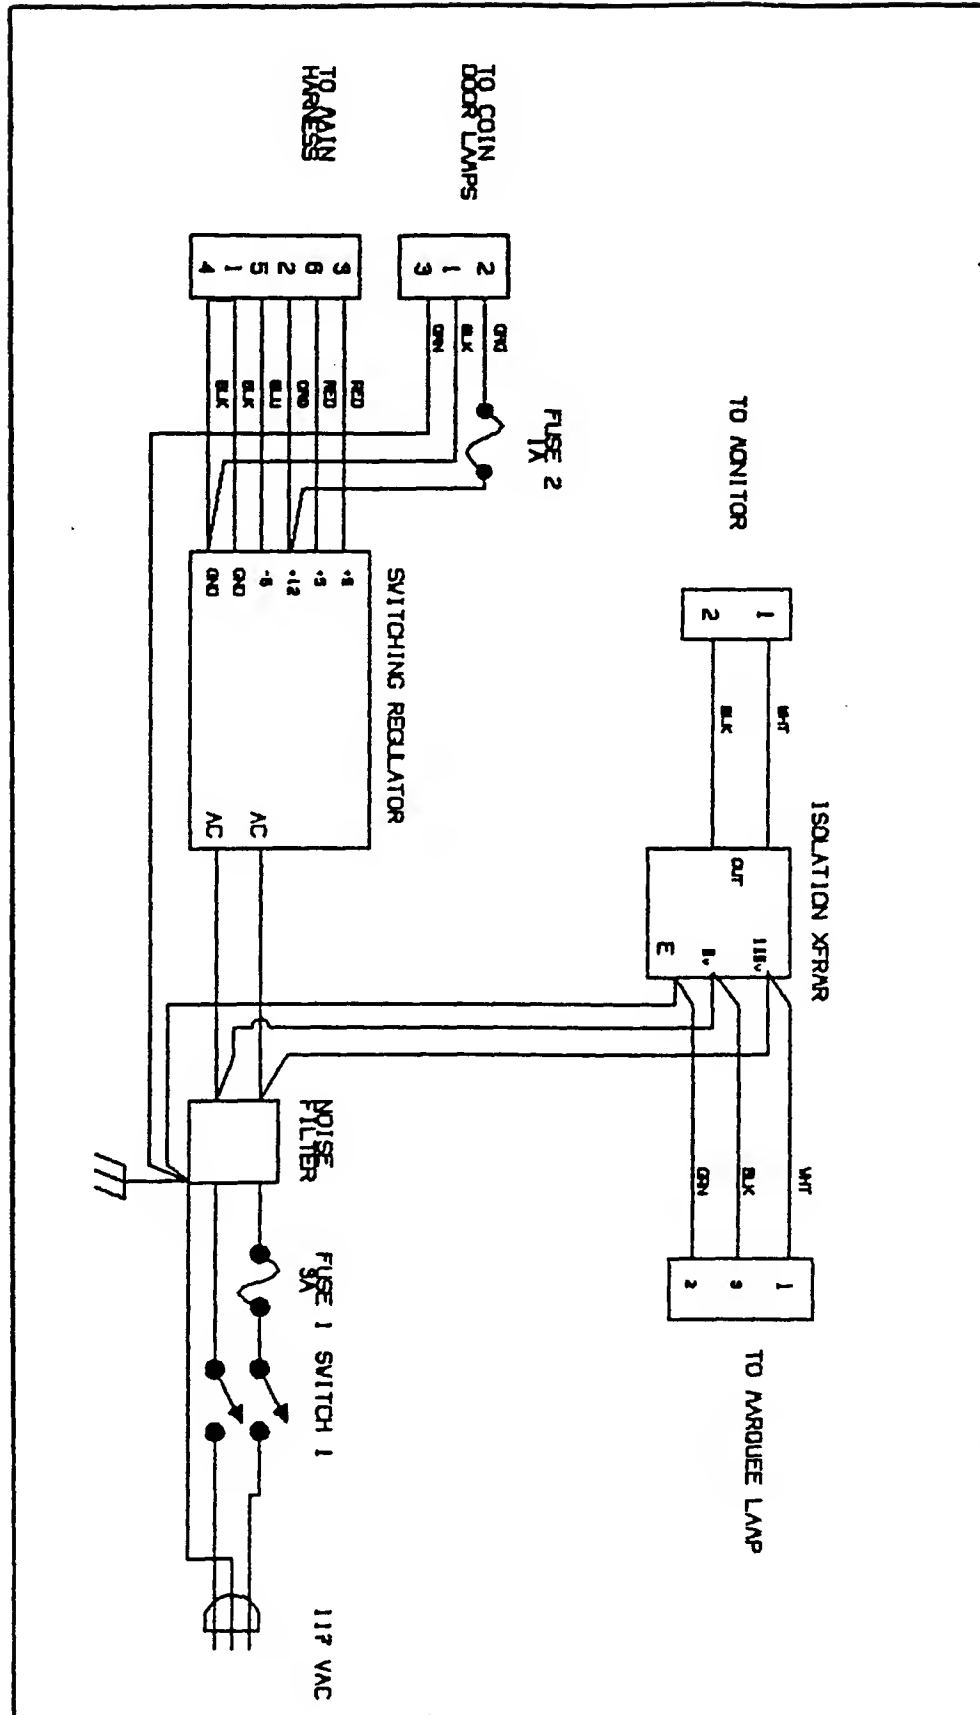 TO MAIN
HARNESS
TO COIN
DOOR LAMPS
4
1
5
2
6
3
3
1
2
BLK
BLK
BLU
ORG
RED
RED
GRN
BLK
ORG
FUSE 2
1A
GND
GND
-5
+12
+5
+5
SWITCHING REGULATOR
AC
AC
TO MONITOR
2
1
BLK
WHT
ISOLATION XFRMR
OUT
E
0v
115v
NOISE
FILTER
GRN
BLK
WHT
2
3
1
TO MARQUEE LAMP
FUSE 1
3A
SWITCH 1
117 VAC